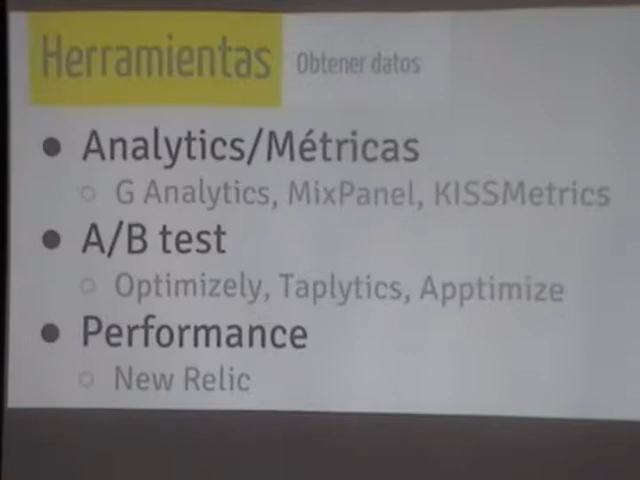 Herramientas Obtener datos
● Analytics/Métricas
○ G Analytics, MixPanel, KISSMetrics
● A/B test
○ Optimizely, Taplytics, Apptimize
● Performance
○ New Relic